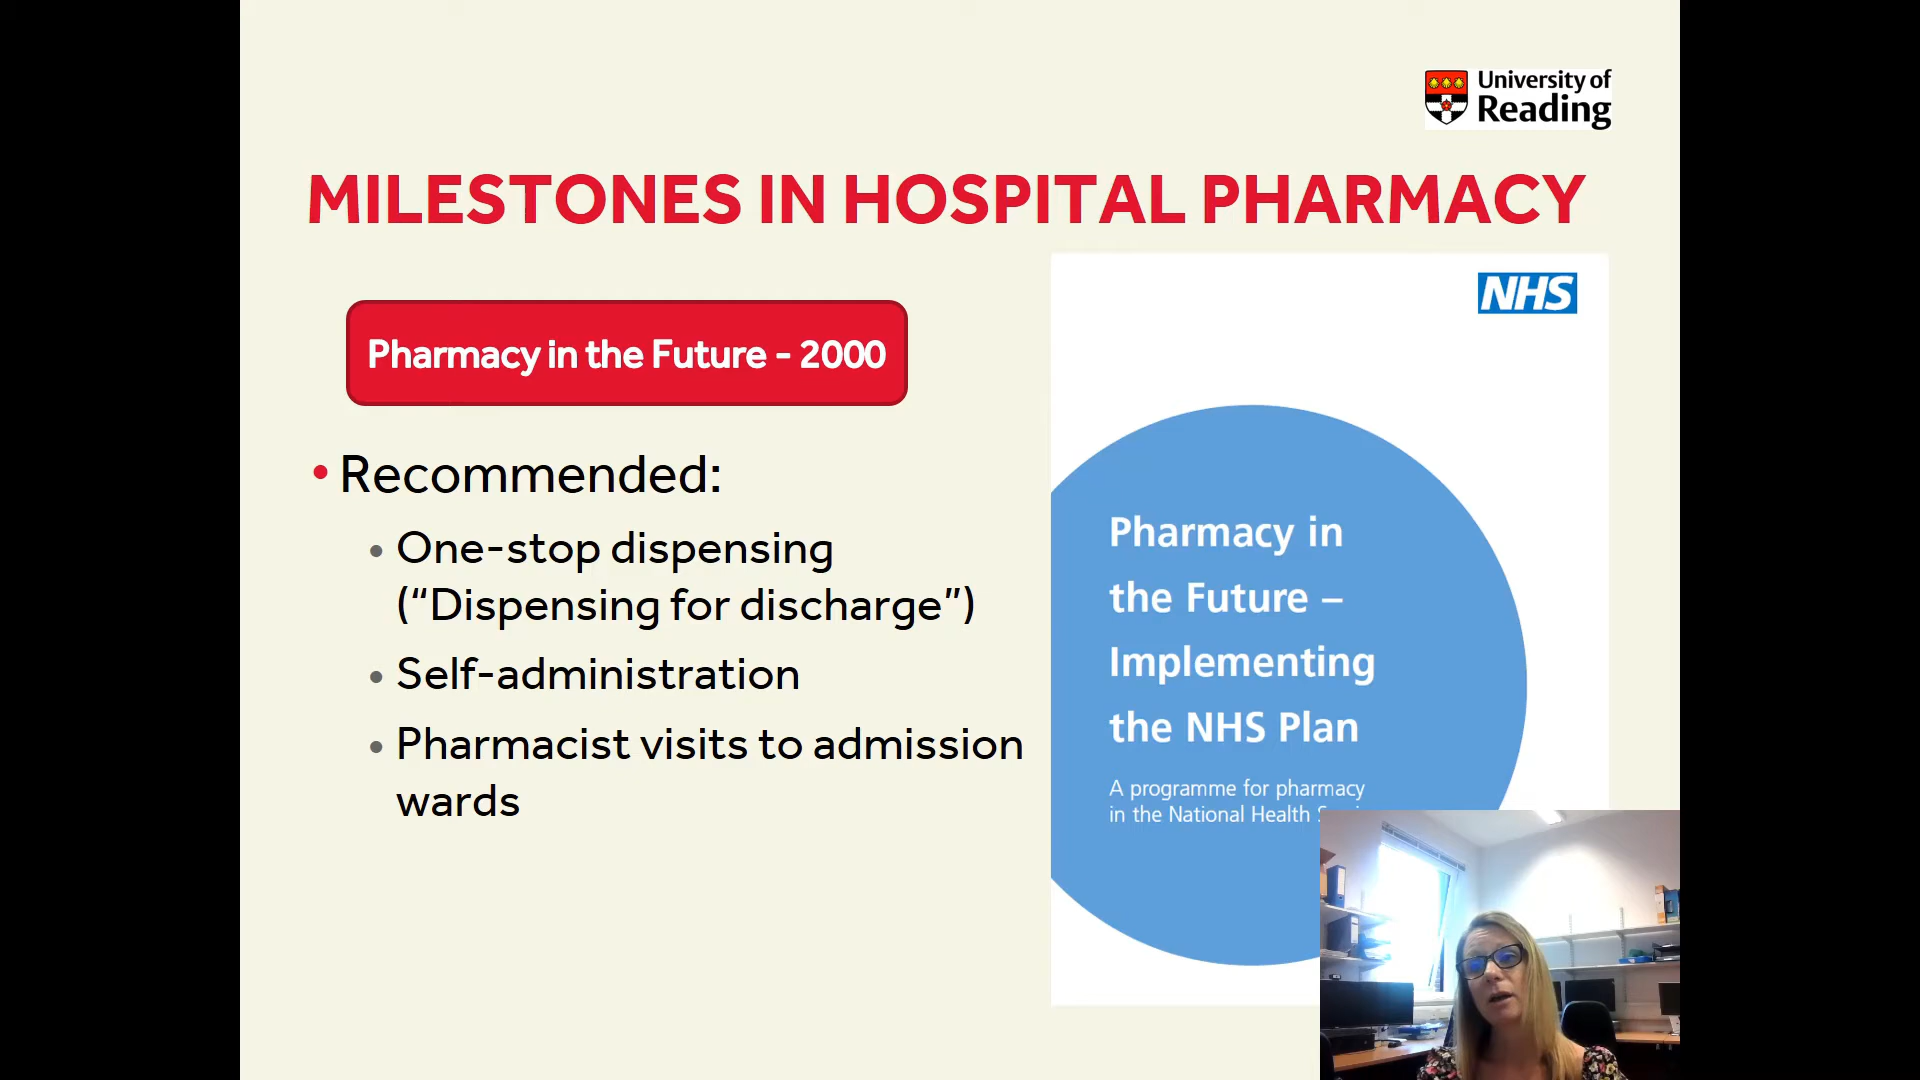 University of
Reading
MILESTONES IN HOSPITAL PHARMACY
Pharmacy in the Future - 2000
• Recommended:
• One-stop dispensing
(“Dispensing for discharge”)
• Self-administration
• Pharmacist visits to admission
wards
NHS
Pharmacy in
the Future –
Implementing
the NHS Plan
A programme for pharmacy
in the National Health